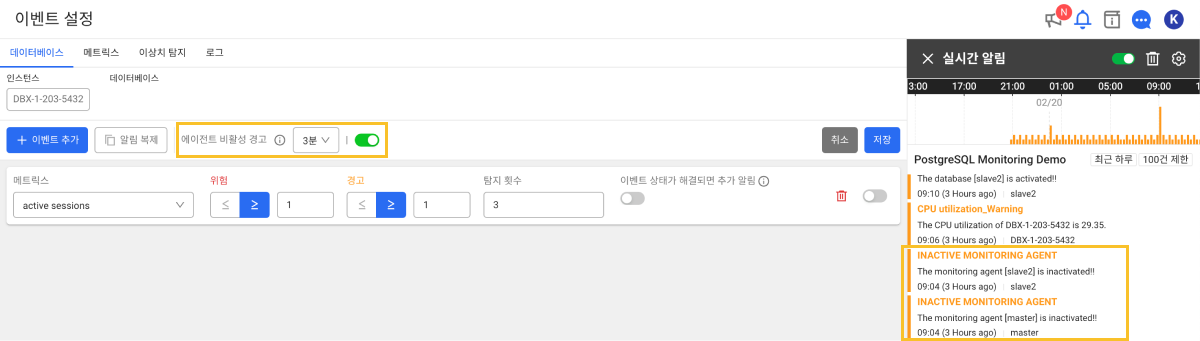 이벤트 설정
N
K
데이터베이스 메트릭스 이상치 탐지 로그
인스턴스 데이터베이스
DBX-1-203-5432
+ 이벤트 추가 알림 복제 에이전트 비활성 경고 3분 취소 저장
메트릭스 위험 경고 탐지 횟수 이벤트 상태가 해결되면 추가 알림
active sessions ≤ ≥ 1 ≤ ≥ 1 3
실시간 알림
3:00 17:00 21:00 01:00 05:00 09:00 1
02/20
PostgreSQL Monitoring Demo 최근 하루 100건 제한
The database [slave2] is activated!!
09:10 (3 Hours ago) slave2
CPU utilization_Warning
The CPU utilization of DBX-1-203-5432 is 29.35.
09:06 (3 Hours ago) DBX-1-203-5432
INACTIVE MONITORING AGENT
The monitoring agent [slave2] is inactivated!!
09:04 (3 Hours ago) slave2
INACTIVE MONITORING AGENT
The monitoring agent [master] is inactivated!!
09:04 (3 Hours ago) master